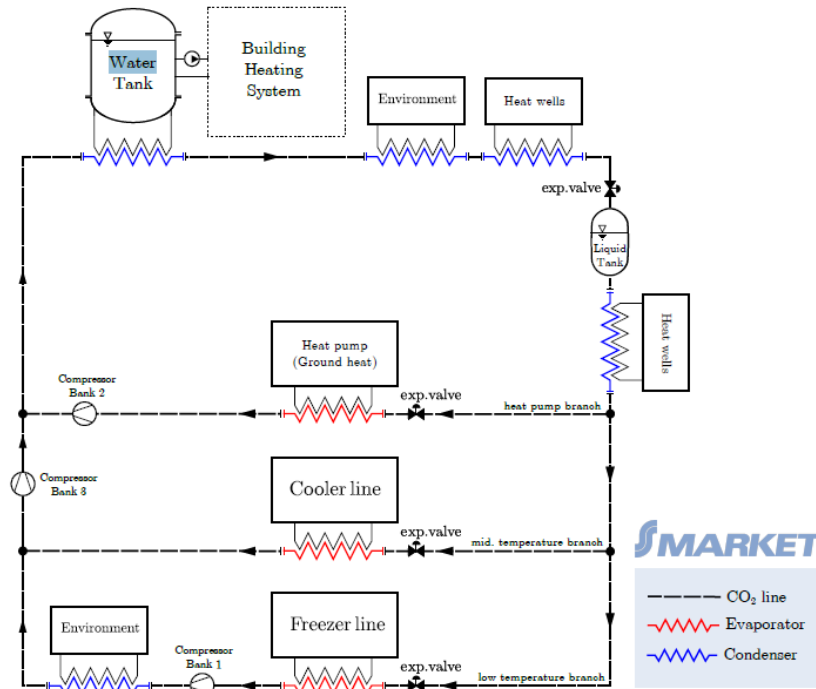 Water
Tank
Building
Heating
System
Environment
Heat wells
exp.valve
Liquid
Tank
Heat wells
Heat pump
(Ground heat)
Compressor
Bank 2
exp.valve
heat pump branch
Compressor
Bank 3
Cooler line
exp.valve
mid. temperature branch
Environment
Compressor
Bank 1
Freezer line
exp.valve
low temperature branch
S MARKET
CO₂ line
Evaporator
Condenser